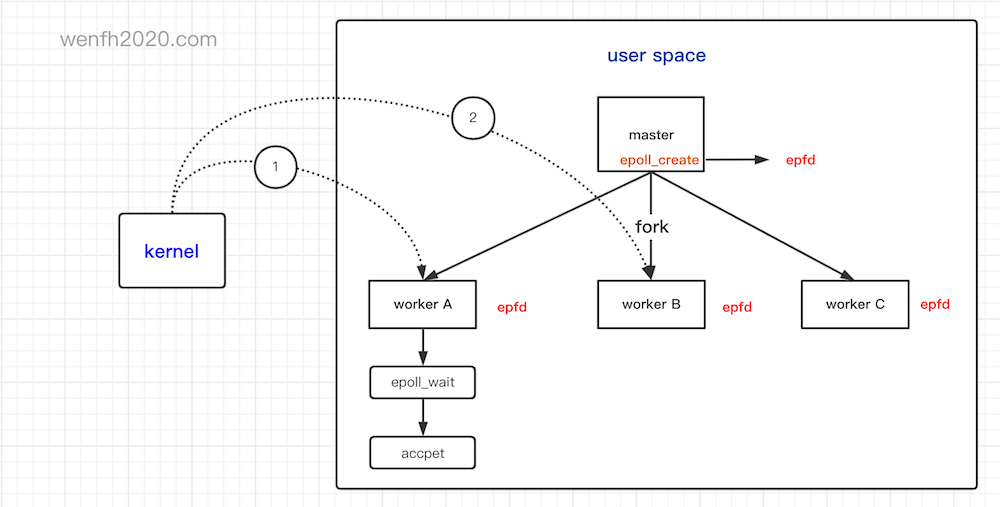 wenfh2020.com
user space
2
master
epoll_create
epfd
1
fork
kernel
worker A
epfd
worker B
epfd
worker C
epfd
epoll_wait
accpet